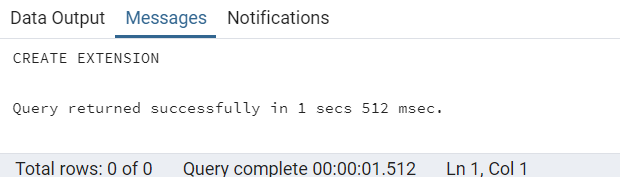 Data Output Messages Notifications
CREATE EXTENSION
Query returned successfully in 1 secs 512 msec.
Total rows: 0 of 0 Query complete 00:00:01.512 Ln 1, Col 1